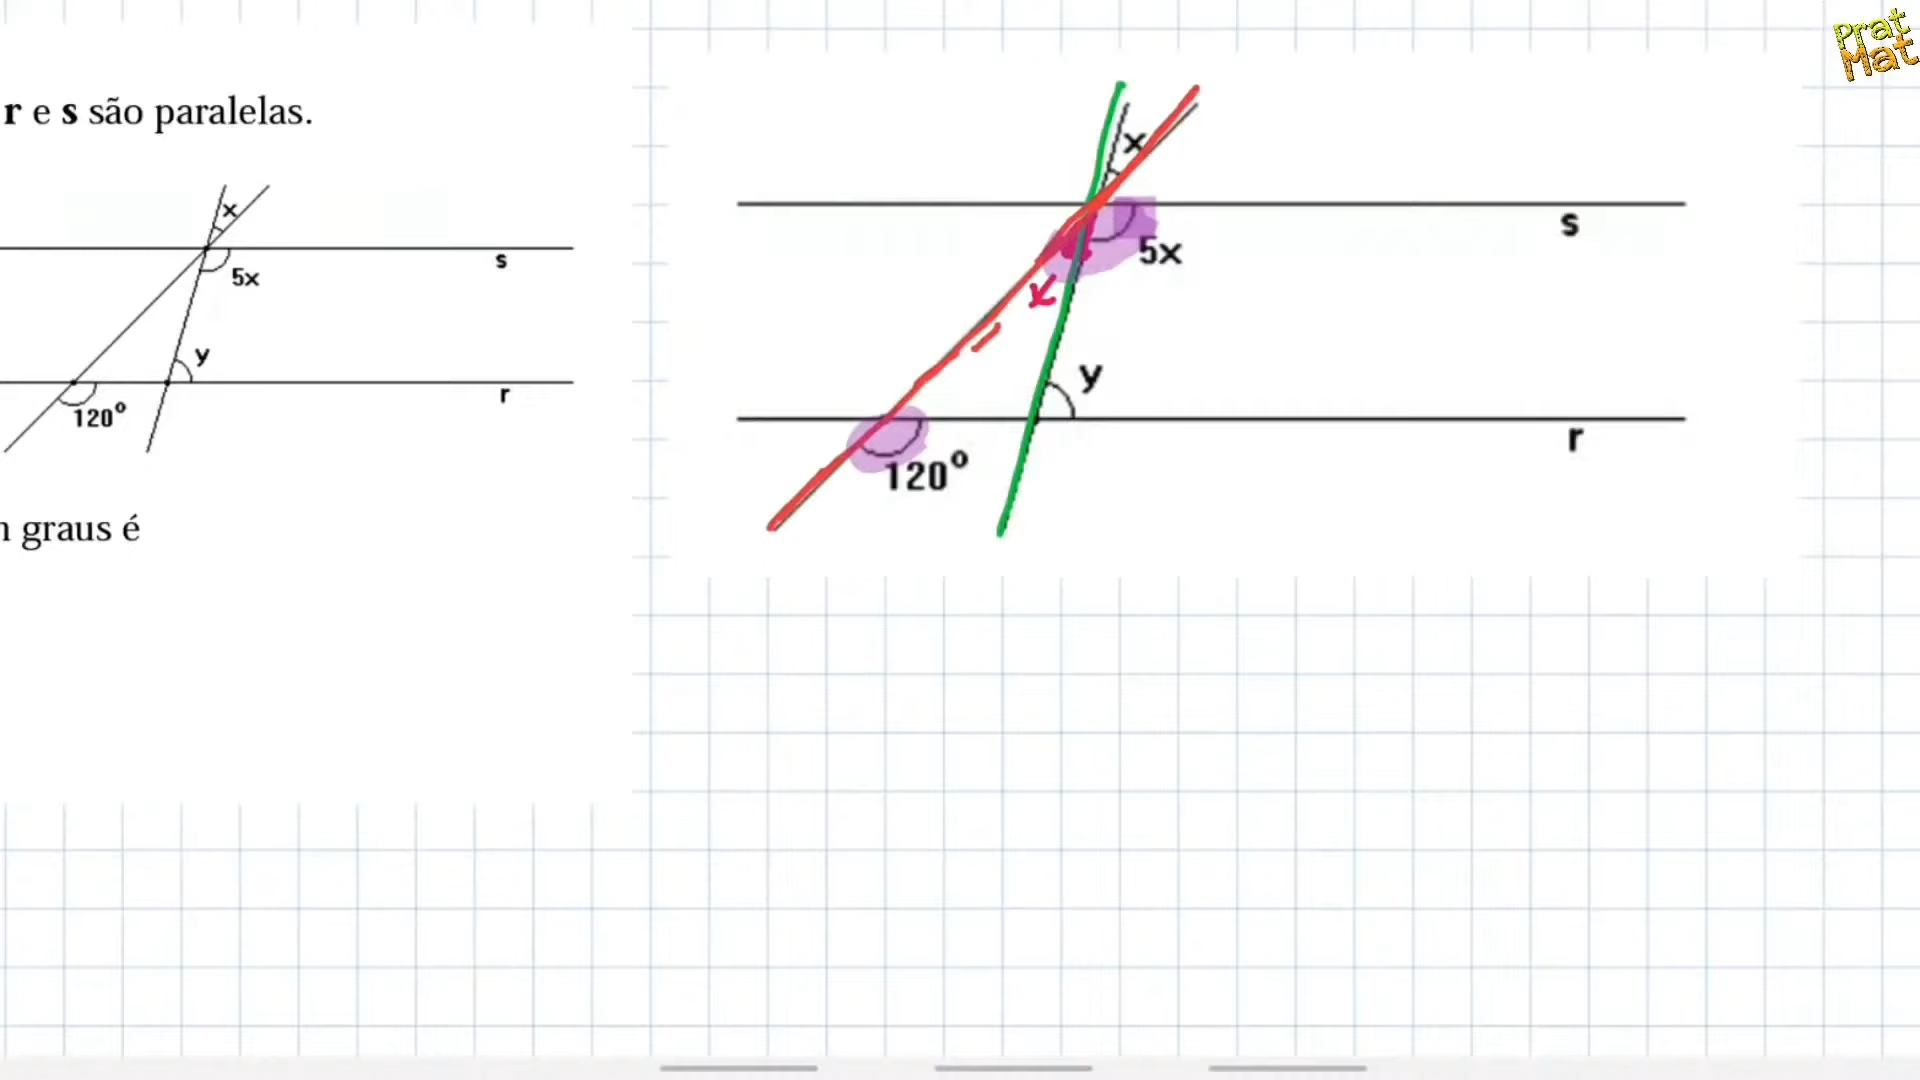 Prat
Mat
r e s são paralelas.
x
s
5x
y
r
120°
graus é
x
s
5x
y
r
120°